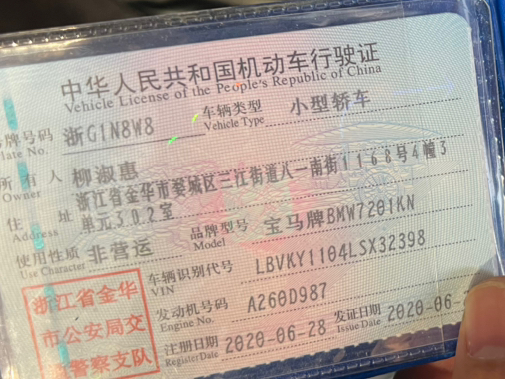 中华人民共和国机动车行驶证
Vehicle License of the People's Republic of China
号牌号码 浙G1N8W8 车辆类型 小型轿车
Plate No. Vehicle Type
所有人 柳淑惠
Owner
住址 浙江省金华市婺城区三江街道八一南街1168号4幢3
Address 单元302室
使用性质 非营运 品牌型号 宝马牌BMW7201KN
Use Character Model
车辆识别代号 LBVKY1104LSX32398
VIN
发动机号码 A260D987
Engine No.
浙江省金华
市公安局交
警察支队
注册日期 2020-06-28 发证日期 2020-06-2
Register Date Issue Date